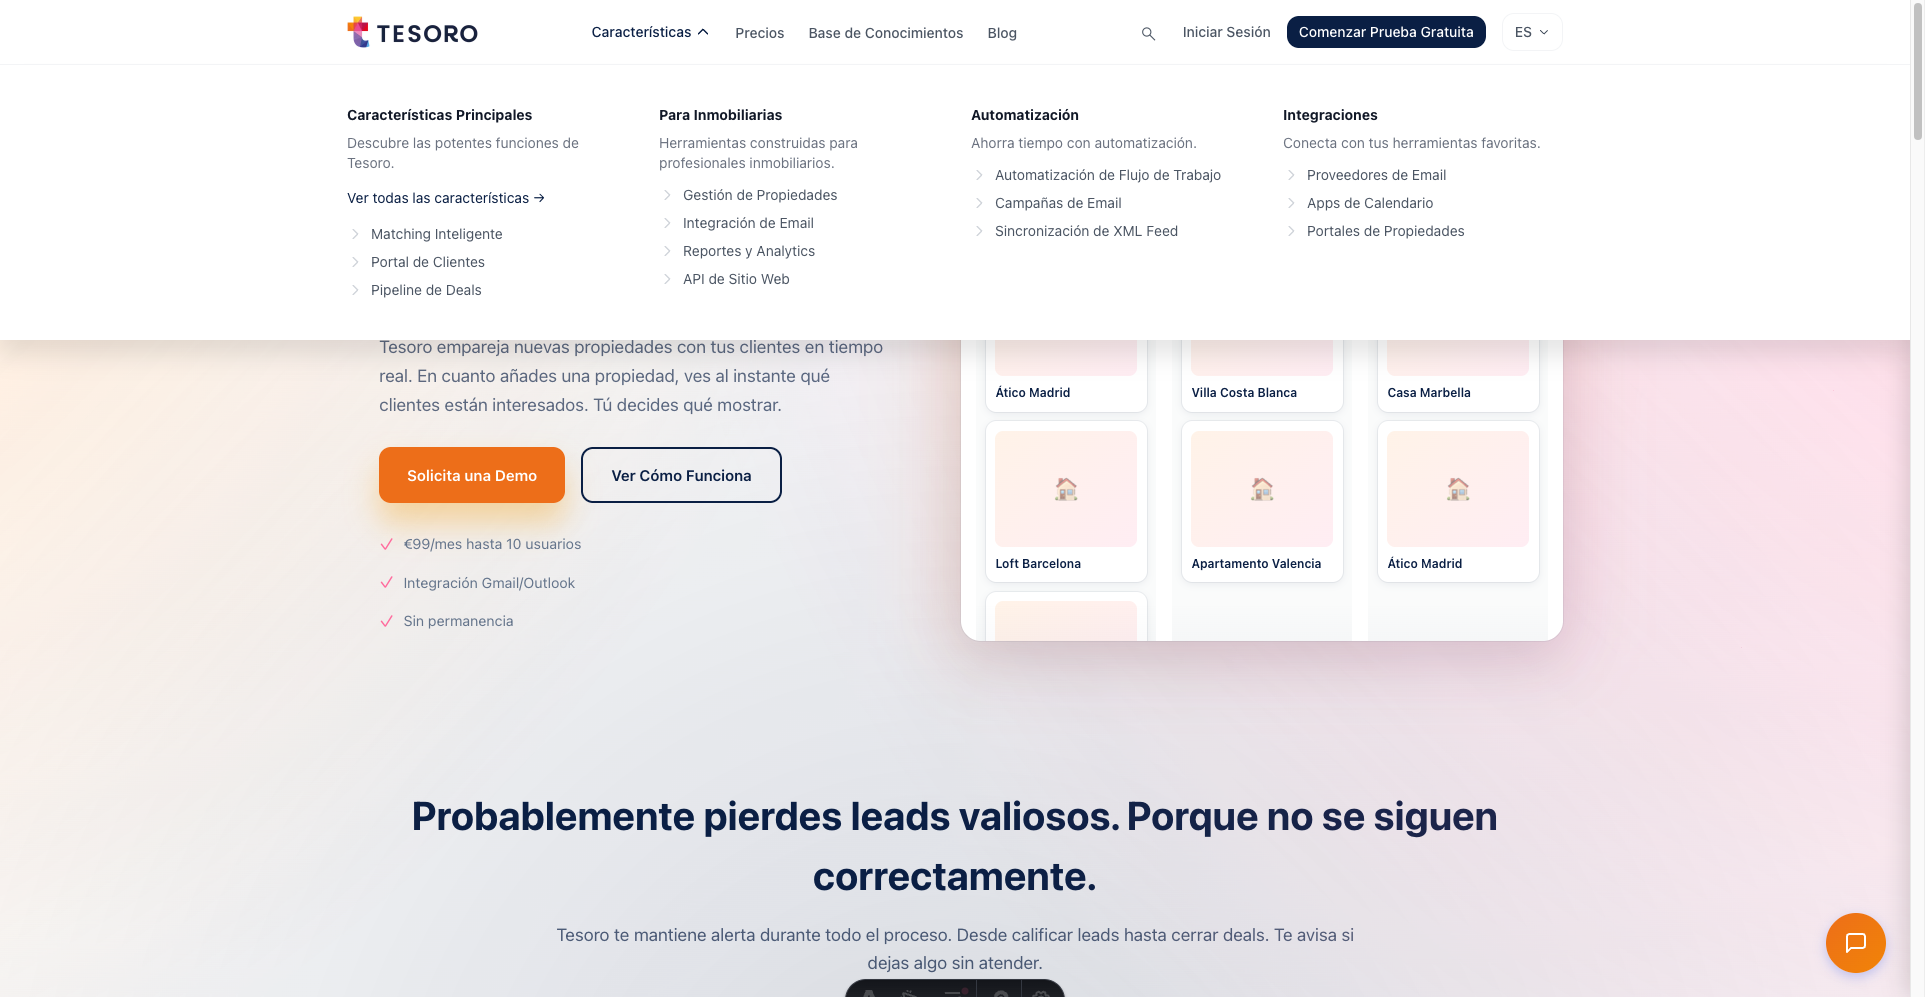 TESORO
Características
Precios
Base de Conocimientos
Blog
Iniciar Sesión
Comenzar Prueba Gratuita
ES
Características Principales
Descubre las potentes funciones de
Tesoro.
Ver todas las características →
Matching Inteligente
Portal de Clientes
Pipeline de Deals
Para Inmobiliarias
Herramientas construidas para
profesionales inmobiliarios.
Gestión de Propiedades
Integración de Email
Reportes y Analytics
API de Sitio Web
Automatización
Ahorra tiempo con automatización.
Automatización de Flujo de Trabajo
Campañas de Email
Sincronización de XML Feed
Integraciones
Conecta con tus herramientas favoritas.
Proveedores de Email
Apps de Calendario
Portales de Propiedades
Tesoro empareja nuevas propiedades con tus clientes en tiempo
real. En cuanto añades una propiedad, ves al instante qué
clientes están interesados. Tú decides qué mostrar.
Solicita una Demo
Ver Cómo Funciona
€99/mes hasta 10 usuarios
Integración Gmail/Outlook
Sin permanencia
Ático Madrid
Villa Costa Blanca
Casa Marbella
Loft Barcelona
Apartamento Valencia
Ático Madrid
Probablemente pierdes leads valiosos. Porque no se siguen
correctamente.
Tesoro te mantiene alerta durante todo el proceso. Desde calificar leads hasta cerrar deals. Te avisa si
dejas algo sin atender.